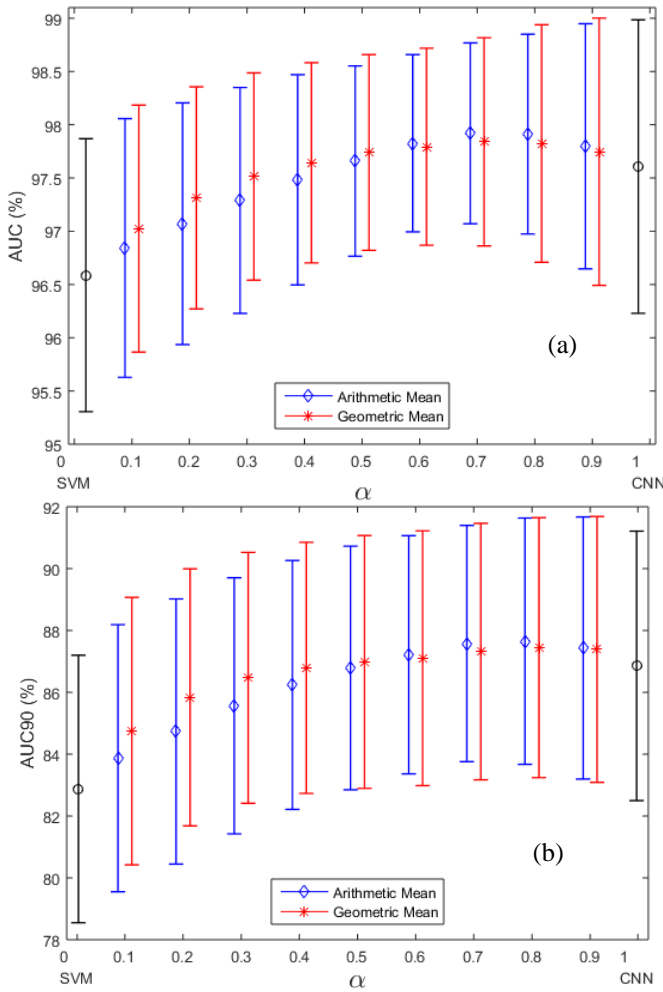 99
98.5
98
97.5
97
96.5
96
95.5
95
AUC (%)
(a)
Arithmetic Mean
Geometric Mean
0 0.1 0.2 0.3 0.4 0.5 0.6 0.7 0.8 0.9 1
SVM α CNN
92
90
88
86
84
82
80
78
AUC90 (%)
(b)
Arithmetic Mean
Geometric Mean
0 0.1 0.2 0.3 0.4 0.5 0.6 0.7 0.8 0.9 1
SVM α CNN